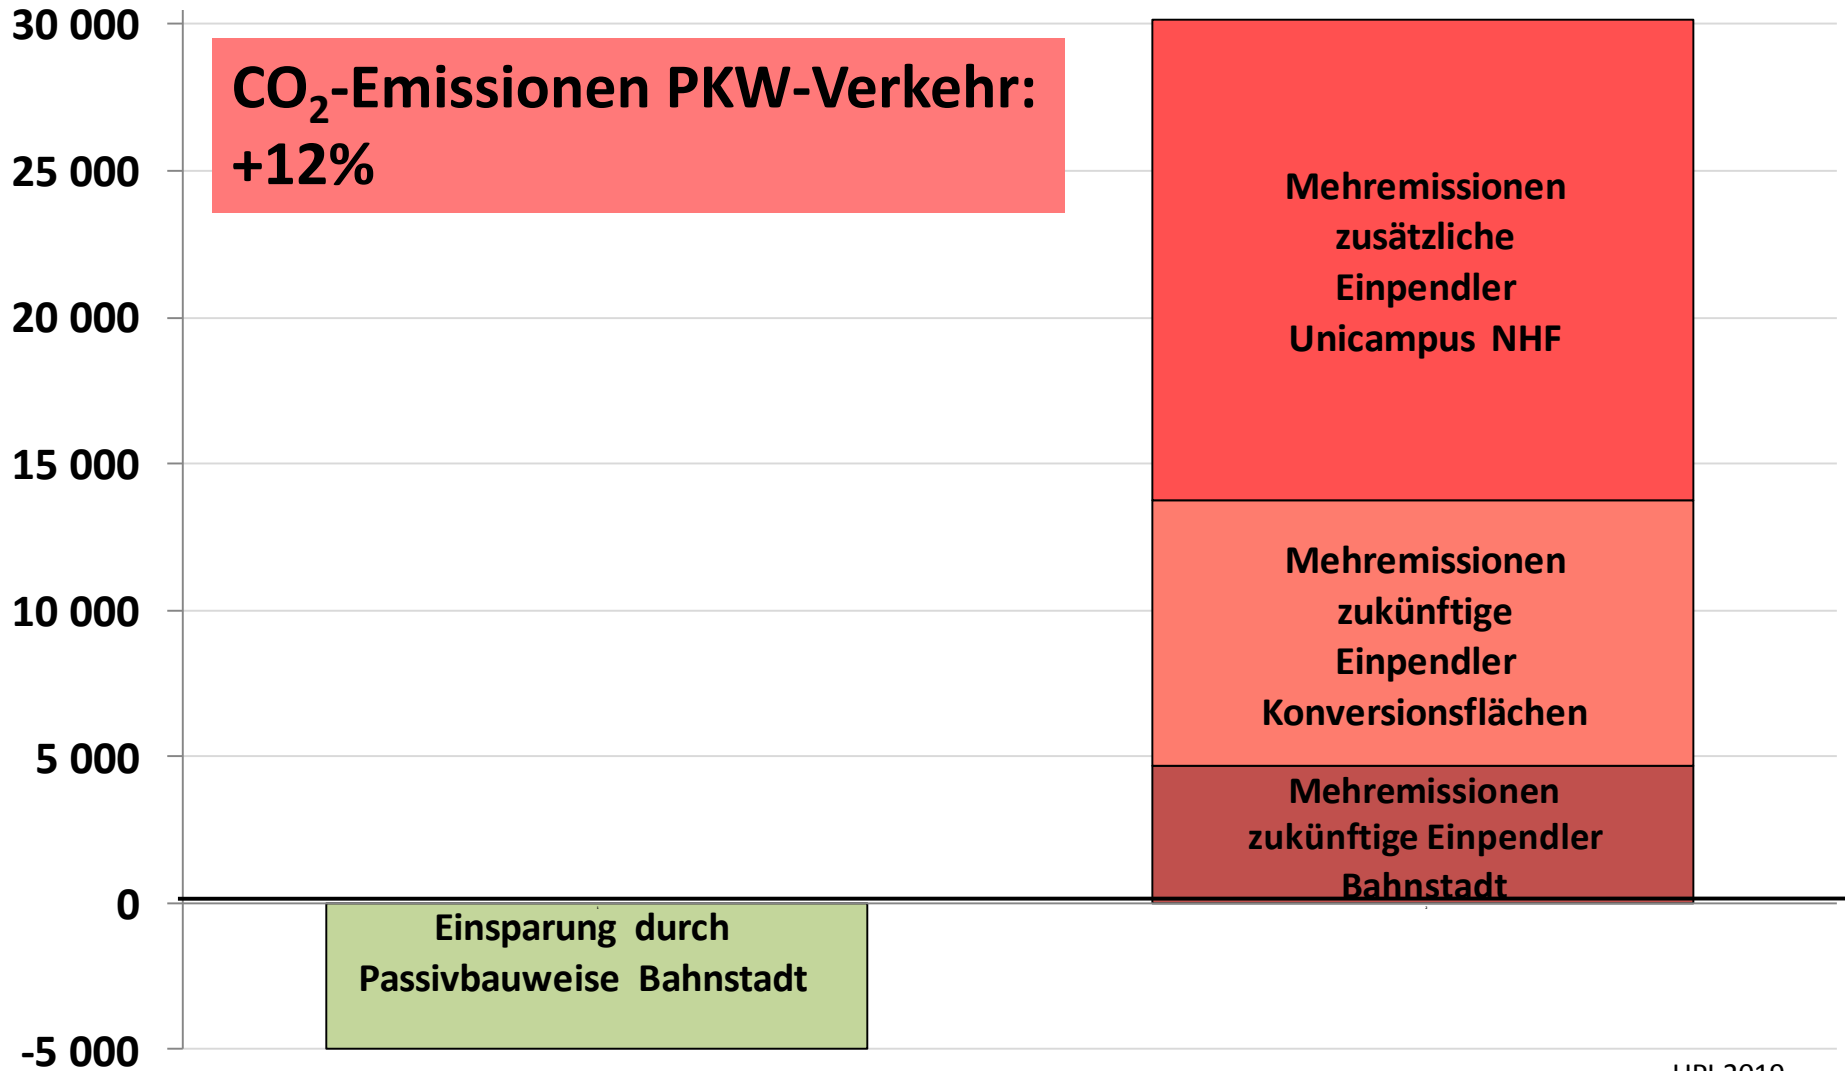 30 000
25 000
20 000
15 000
10 000
5 000
0
-5 000
CO₂-Emissionen PKW-Verkehr:
+12%
Mehremissionen
zusätzliche
Einpendler
Unicampus NHF
Mehremissionen
zukünftige
Einpendler
Konversionsflächen
Mehremissionen
zukünftige Einpendler
Bahnstadt
Einsparung durch
Passivbauweise Bahnstadt
2019